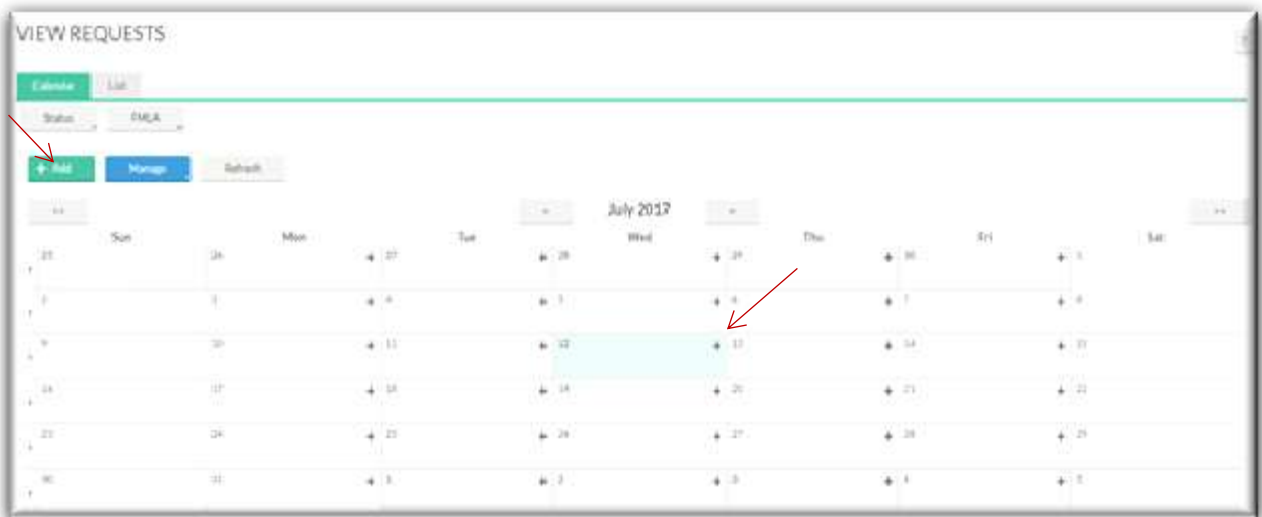 VIEW REQUESTS
Calendar List
Status FMLA
+ Add Manage Refresh
<< < July 2017 > >>
Sun Mon Tue Wed Thu Fri Sat
25 26 + 27 + 28 + 29 + 30 + 1
2 3 + 4 + 5 + 6 + 7 + 8
9 10 + 11 + 12 + 13 + 14 + 15
16 17 + 18 + 19 + 20 + 21 + 22
23 24 + 25 + 26 + 27 + 28 + 29
30 31 + 1 + 2 + 3 + 4 + 5